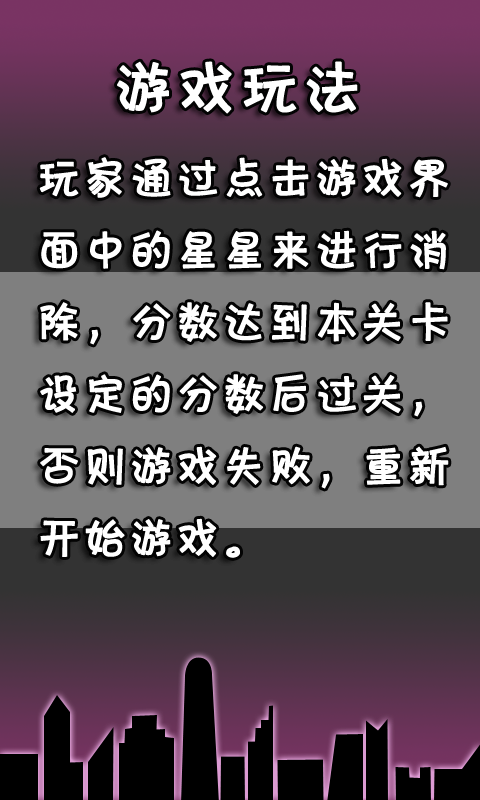 游戏玩法
玩家通过点击游戏界
面中的星星来进行消
除，分数达到本关卡
设定的分数后过关，
否则游戏失败，重新
开始游戏。